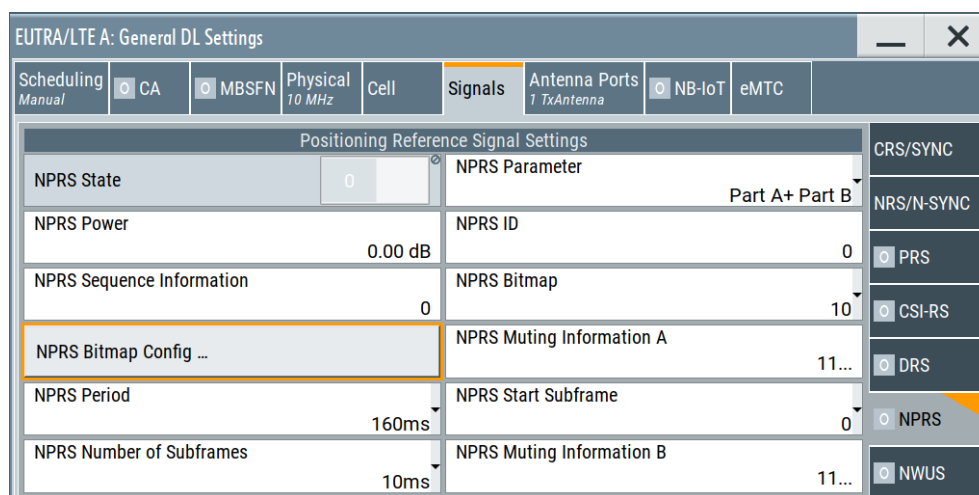 EUTRA/LTE A: General DL Settings
Scheduling
Manual
O CA
O MBSFN
Physical
10 MHz
Cell
Signals
Antenna Ports
1 TxAntenna
O NB-IoT
eMTC
Positioning Reference Signal Settings
NPRS State
0
NPRS Parameter
Part A+ Part B
NPRS Power
0.00 dB
NPRS ID
0
NPRS Sequence Information
0
NPRS Bitmap
10
NPRS Bitmap Config ...
NPRS Muting Information A
11...
NPRS Period
160ms
NPRS Start Subframe
0
NPRS Number of Subframes
10ms
NPRS Muting Information B
11...
CRS/SYNC
NRS/N-SYNC
O PRS
O CSI-RS
O DRS
O NPRS
O NWUS